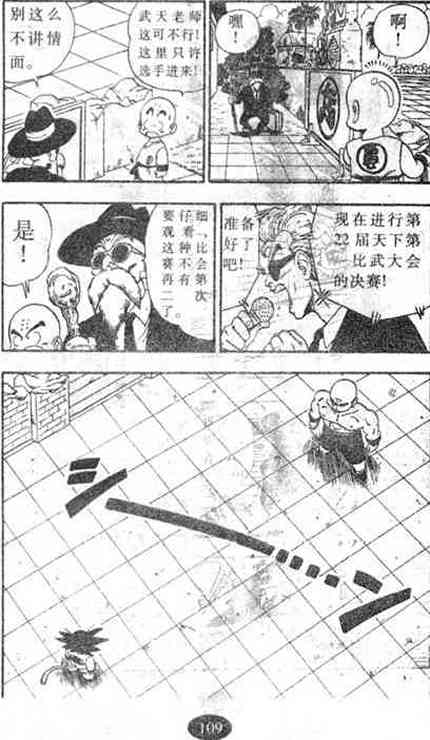 啊!
嘿!
武天老师
这可不行!
这里只许
选手进来!
别这么
不讲情
面。
现在进行第
22届天下第
一比武大会
的决赛!
准备
好了
吧!
要仔细
观看、
这种比
赛不会
再有第
二次
了。
是!
109